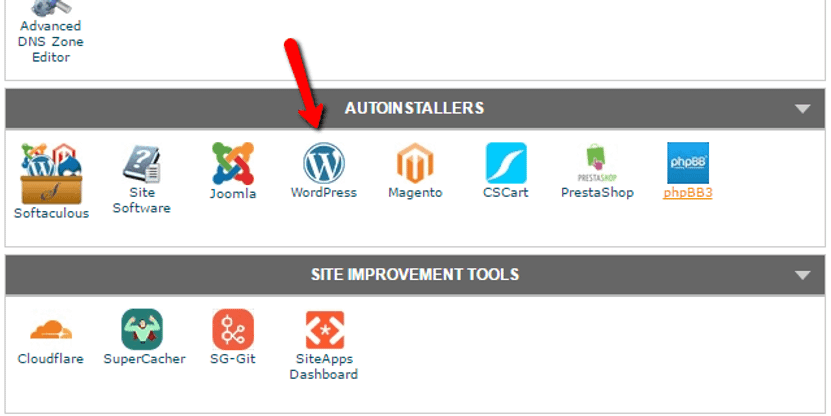 Advanced
DNS Zone
Editor
AUTOINSTALLERS
Softaculous
Site
Software
Joomla
WordPress
Magento
CSCart
PRESTASHOP
PrestaShop
phpBB
phpBB3
SITE IMPROVEMENT TOOLS
Cloudflare
SuperCacher
SG-Git
SiteApps
Dashboard